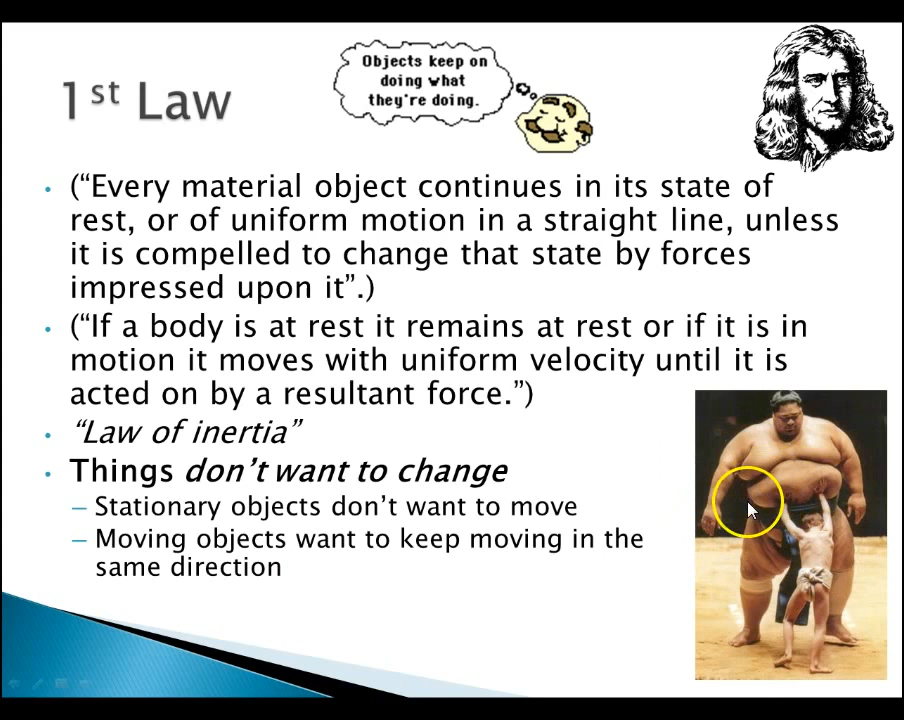 1st Law
Objects keep on
doing what
they're doing.
• (“Every material object continues in its state of
rest, or of uniform motion in a straight line, unless
it is compelled to change that state by forces
impressed upon it”.)
• (“If a body is at rest it remains at rest or if it is in
motion it moves with uniform velocity until it is
acted on by a resultant force.”)
• “Law of inertia”
• Things don’t want to change
– Stationary objects don’t want to move
– Moving objects want to keep moving in the
same direction